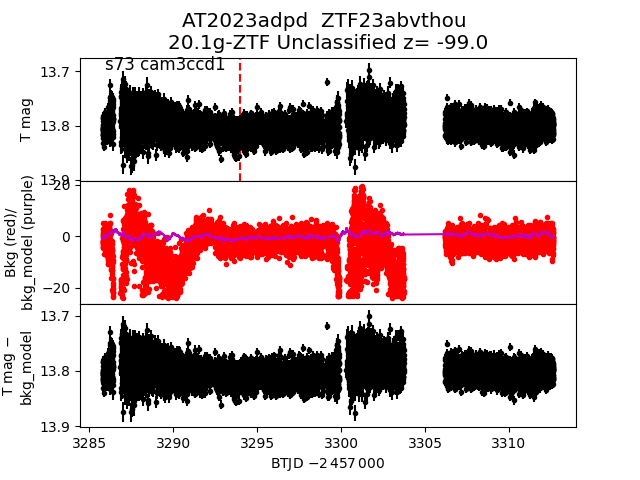 AT2023adpd  ZTF23abvthou
20.1g-ZTF Unclassified z= -99.0
s73 cam3ccd1
13.7
13.8
13.9
T mag
20
0
−20
Bkg (red)/
bkg_model (purple)
13.7
13.8
13.9
T mag −
bkg_model
3285
3290
3295
3300
3305
3310
BTJD −2 457 000